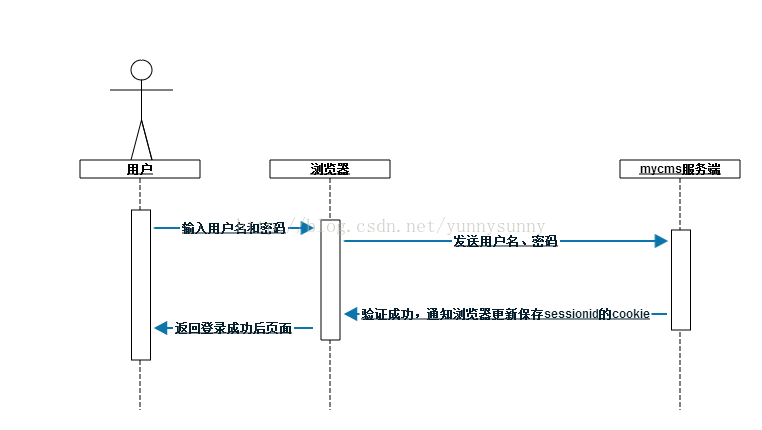 用户
浏览器
mycms服务端
输入用户名和密码
http://blog.csdn.net/yunnysunny
发送用户名、密码
验证成功，通知浏览器更新保存sessionid的cookie
返回登录成功后页面